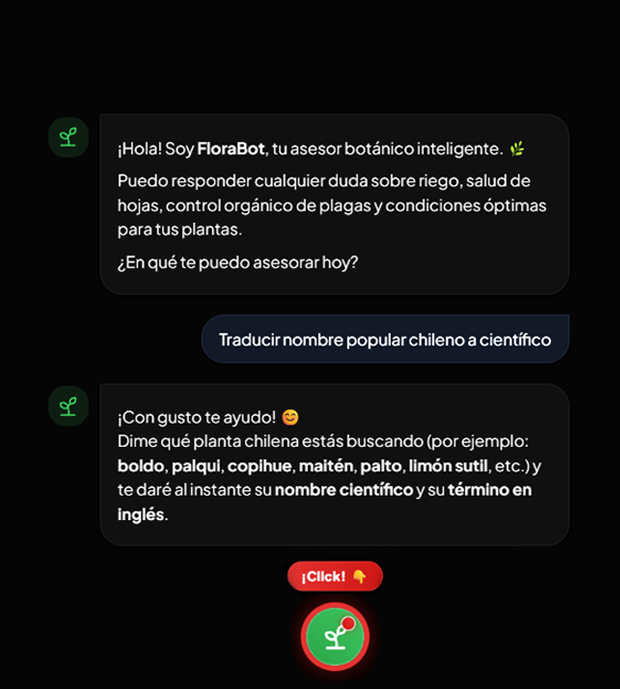 ¡Hola! Soy FloraBot, tu asesor botánico inteligente. 🌿
Puedo responder cualquier duda sobre riego, salud de
hojas, control orgánico de plagas y condiciones óptimas
para tus plantas.
¿En qué te puedo asesorar hoy?
Traducir nombre popular chileno a científico
¡Con gusto te ayudo! 😊
Dime qué planta chilena estás buscando (por ejemplo:
boldo, palqui, copihue, maitén, palto, limón sutil, etc.) y
te daré al instante su nombre científico y su término en
inglés.
¡Click! 👇